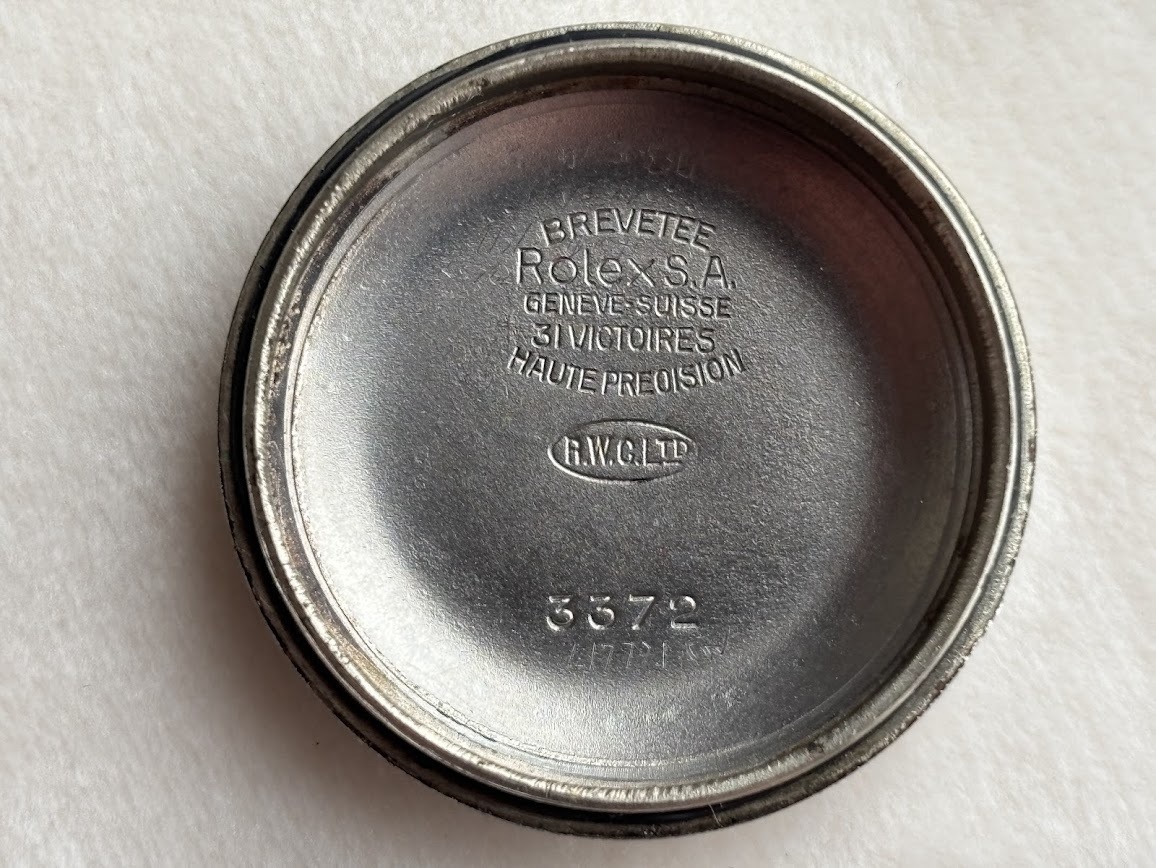 BREVETEE
Rolex S.A.
GENEVE-SUISSE
31 VICTOIRES
HAUTE PRECISION
R.W.C.LTD
3372